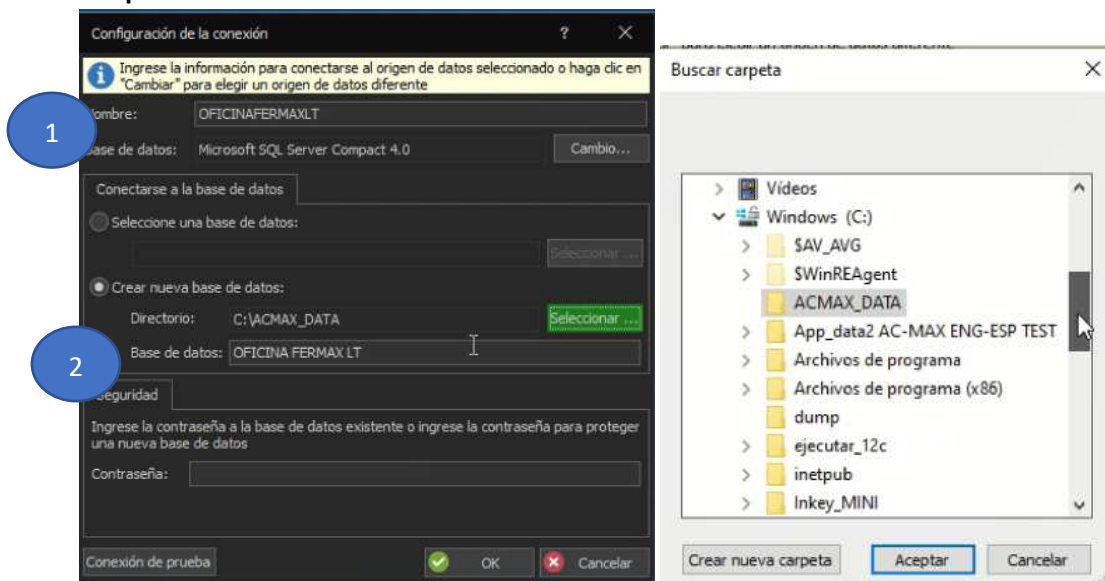 Configuración de la conexión
Ingrese la información para conectarse al origen de datos seleccionado o haga clic en
"Cambiar" para elegir un origen de datos diferente
1
Nombre: OFICINAFERMAXLT
Base de datos: Microsoft SQL Server Compact 4.0 Cambio...
Conectarse a la base de datos
Seleccione una base de datos:
Seleccionar ...
Crear nueva base de datos:
Directorio: C:\ACMAX_DATA Seleccionar ...
2
Base de datos: OFICINA FERMAX LT
Seguridad
Ingrese la contraseña a la base de datos existente o ingrese la contraseña para proteger
una nueva base de datos
Contraseña:
Conexión de prueba OK Cancelar
Buscar carpeta
Vídeos
Windows (C:)
$AV_AVG
$WinREAgent
ACMAX_DATA
App_data2 AC-MAX ENG-ESP TEST
Archivos de programa
Archivos de programa (x86)
dump
ejecutar_12c
inetpub
Inkey_MINI
Crear nueva carpeta Aceptar Cancelar